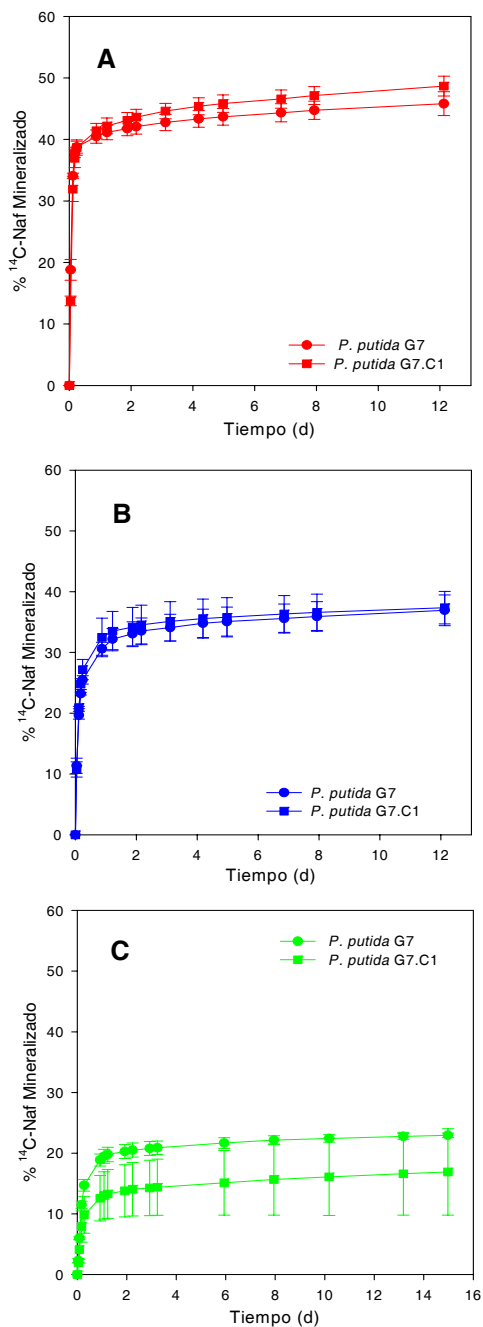 60
A
50
40
30
20
10
0
% ¹⁴C-Naf Mineralizado
P. putida G7
P. putida G7.C1
0 2 4 6 8 10 12
Tiempo (d)
60
B
50
40
30
20
10
0
% ¹⁴C-Naf Mineralizado
P. putida G7
P. putida G7.C1
0 2 4 6 8 10 12
Tiempo (d)
60
C
P. putida G7
P. putida G7.C1
50
40
30
20
10
0
% ¹⁴C-Naf Mineralizado
0 2 4 6 8 10 12 14 16
Tiempo (d)